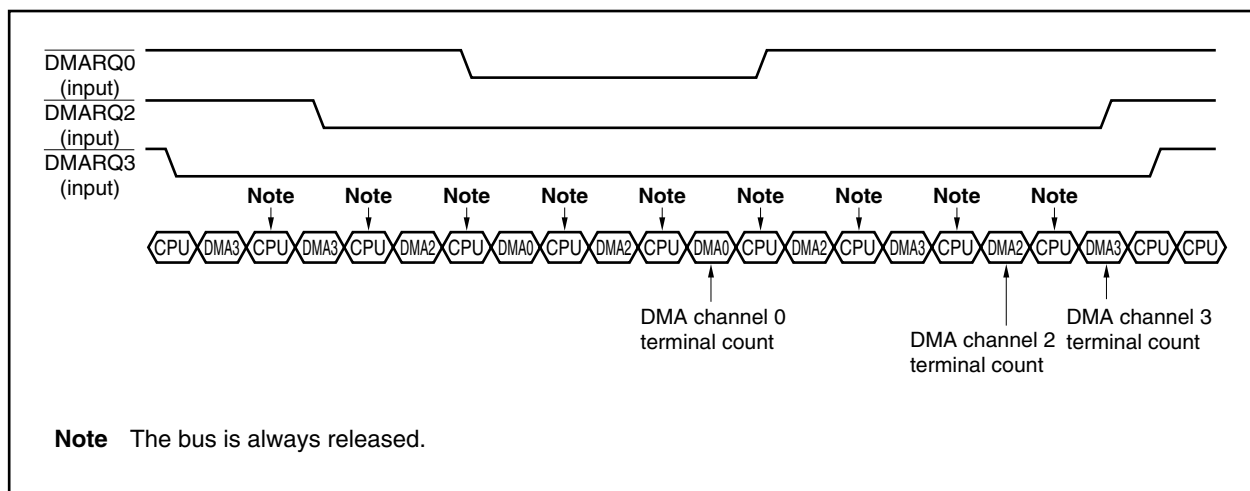 DMARQ0
(input)
DMARQ2
(input)
DMARQ3
(input)
Note Note Note Note Note Note Note Note Note
CPU DMA3 CPU DMA3 CPU DMA2 CPU DMA0 CPU DMA2 CPU DMA0 CPU DMA2 CPU DMA3 CPU DMA2 CPU DMA3 CPU CPU
DMA channel 0
terminal count
DMA channel 2
terminal count
DMA channel 3
terminal count
Note The bus is always released.